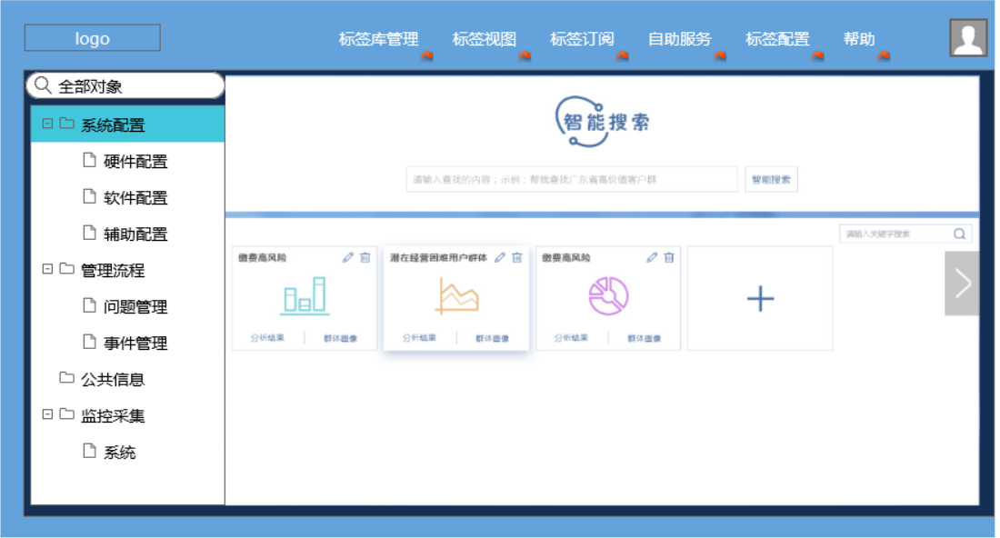 logo
标签库管理 标签视图 标签订阅 自助服务 标签配置 帮助
全部对象
系统配置
硬件配置
软件配置
辅助配置
管理流程
问题管理
事件管理
公共信息
监控采集
系统
智能搜索
请输入查找的内容：示例：帮我查找广东省高价值客户群 智能搜索
请输入关键字搜索
缴费高风险 潜在经营困难用户群体 缴费高风险
分析结果 群体画像 分析结果 群体画像 分析结果 群体画像